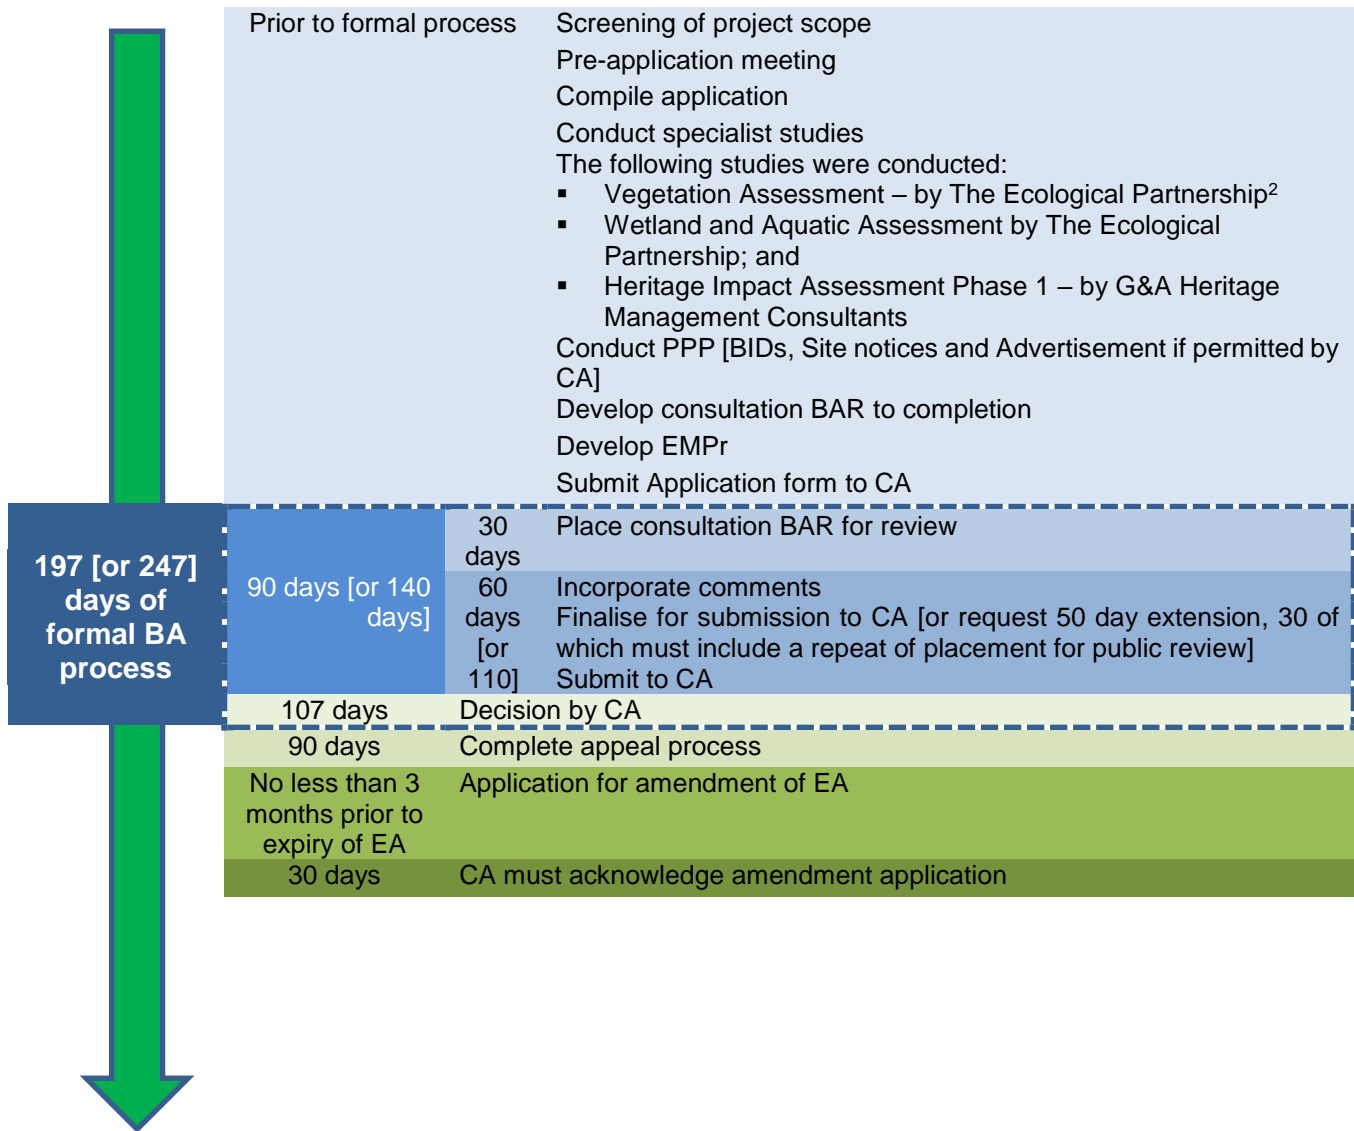 Prior to formal process
Screening of project scope
Pre-application meeting
Compile application
Conduct specialist studies
The following studies were conducted:
▪ Vegetation Assessment – by The Ecological Partnership²
▪ Wetland and Aquatic Assessment by The Ecological
Partnership; and
▪ Heritage Impact Assessment Phase 1 – by G&A Heritage
Management Consultants
Conduct PPP [BIDs, Site notices and Advertisement if permitted by
CA]
Develop consultation BAR to completion
Develop EMPr
Submit Application form to CA
197 [or 247]
days of
formal BA
process
90 days [or 140
days]
30
days
Place consultation BAR for review
60
days
[or
110]
Incorporate comments
Finalise for submission to CA [or request 50 day extension, 30 of
which must include a repeat of placement for public review]
Submit to CA
107 days
Decision by CA
90 days
Complete appeal process
No less than 3
months prior to
expiry of EA
Application for amendment of EA
30 days
CA must acknowledge amendment application